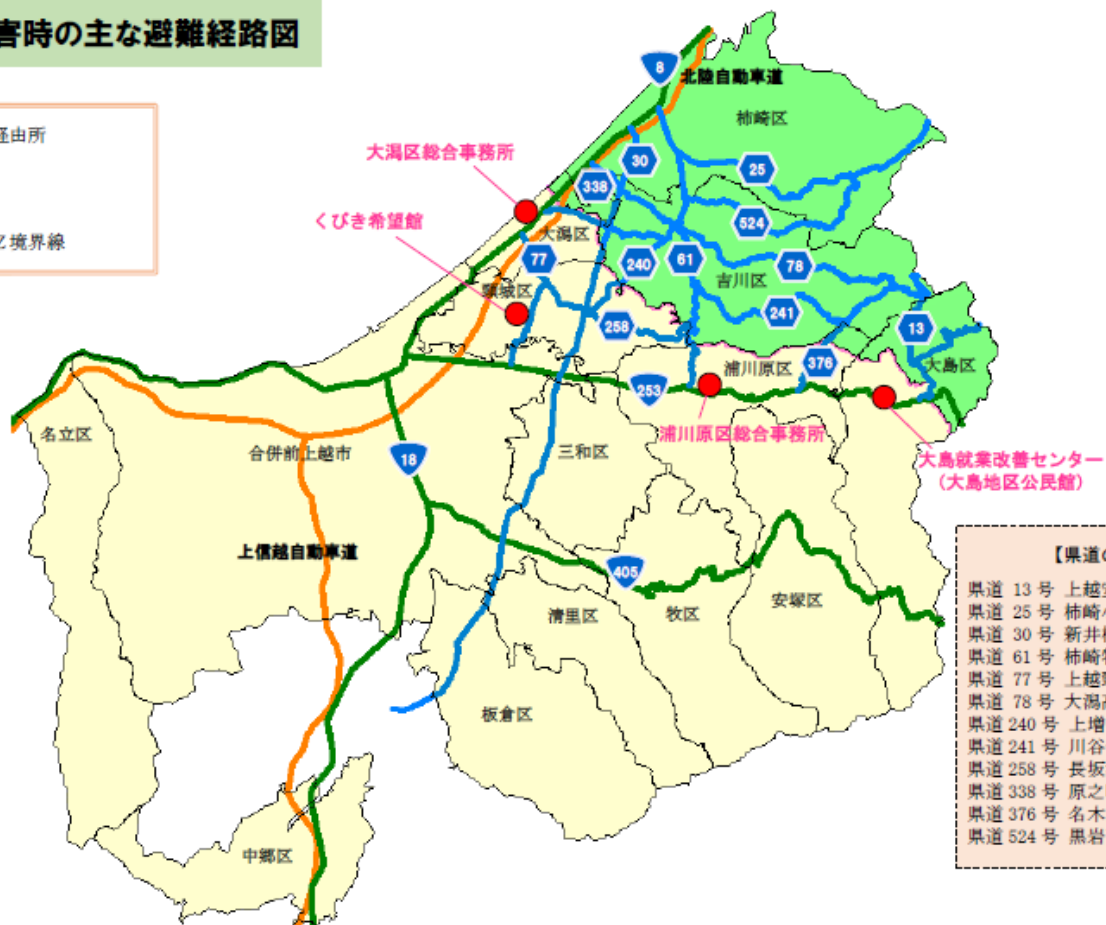 害時の主な避難経路図
経由所
境界線
8
北陸自動車道
柿崎区
大潟区総合事務所
30
25
338
くびき希望館
524
大潟区
77
240
61
78
吉川区
頸城区
241
258
13
浦川原区
376
大島区
253
名立区
合併前上越市
18
三和区
浦川原区総合事務所
大島就業改善センター
(大島地区公民館)
上信越自動車道
405
清里区
牧区
安塚区
板倉区
中郷区
【県道の
県道 13 号 上越
県道 25 号 柿崎
県道 30 号 新井
県道 61 号 柿崎
県道 77 号 上越
県道 78 号 大潟
県道 240 号 上増
県道 241 号 川谷
県道 258 号 長坂
県道 338 号 原之
県道 376 号 名木
県道 524 号 黒岩